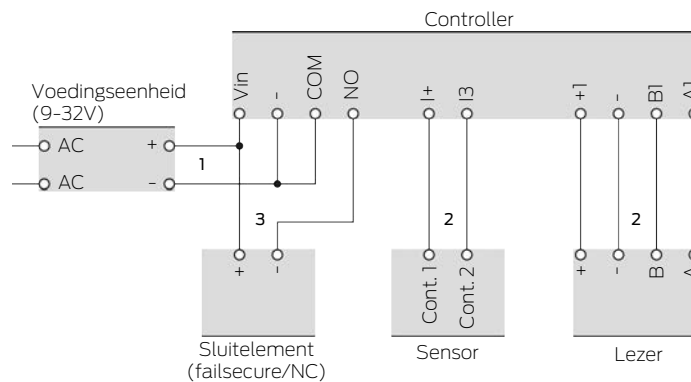 Controller
Vin
-
COM
NO
I+
I3
+1
-
B1
A1
Voedingseenheid
(9-32V)
AC
+
AC
-
1
3
2
2
+
-
Cont. 1
Cont. 2
+
-
B
A
Sluitelement
(failsecure/NC)
Sensor
Lezer